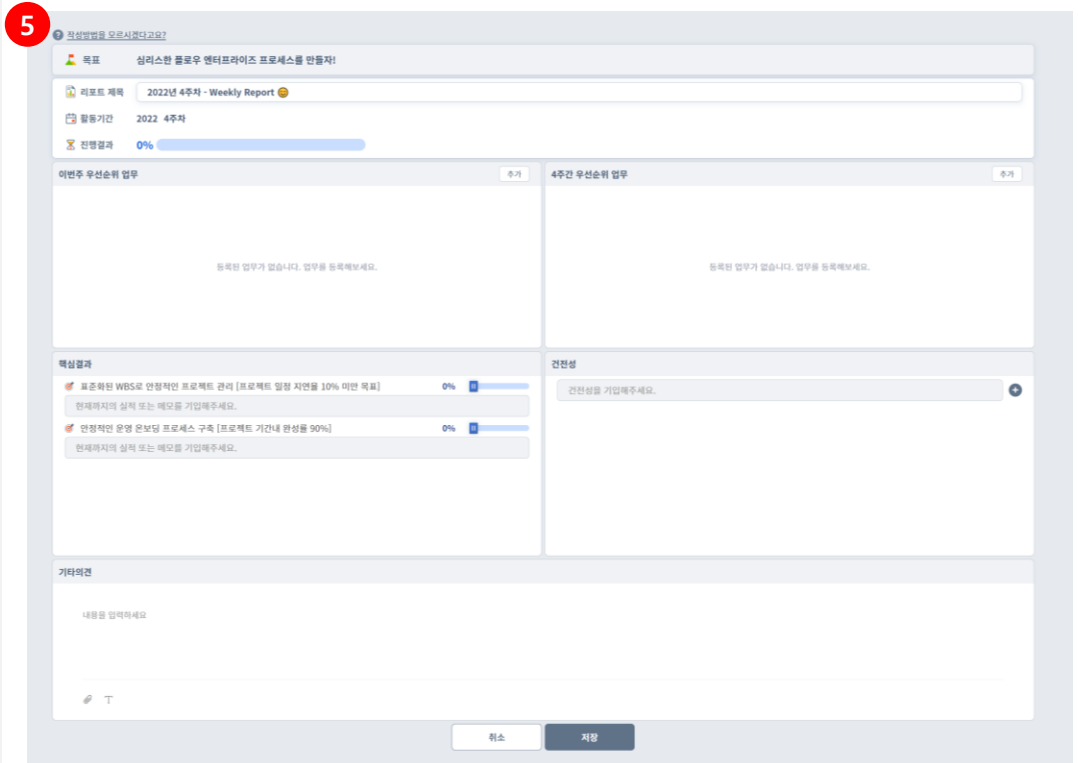 5
작성방법을 모르시겠다고요?
목표 심리스한 플로우 엔터프라이즈 프로세스를 만들자!
리포트 제목 2022년 4주차 - Weekly Report 😄
활동기간 2022 4주차
진행결과 0%
이번주 우선순위 업무 추가
4주간 우선순위 업무 추가
등록된 업무가 없습니다. 업무를 등록해보세요.
등록된 업무가 없습니다. 업무를 등록해보세요.
핵심결과
표준화된 WBS로 안정적인 프로젝트 관리 [프로젝트 일정 지연율 10% 미만 목표] 0%
현재까지의 실적 또는 메모를 기입해주세요.
안정적인 운영 온보딩 프로세스 구축 [프로젝트 기간내 완성률 90%] 0%
현재까지의 실적 또는 메모를 기입해주세요.
건전성
건전성을 기입해주세요.
기타의견
내용을 입력하세요
취소
저장